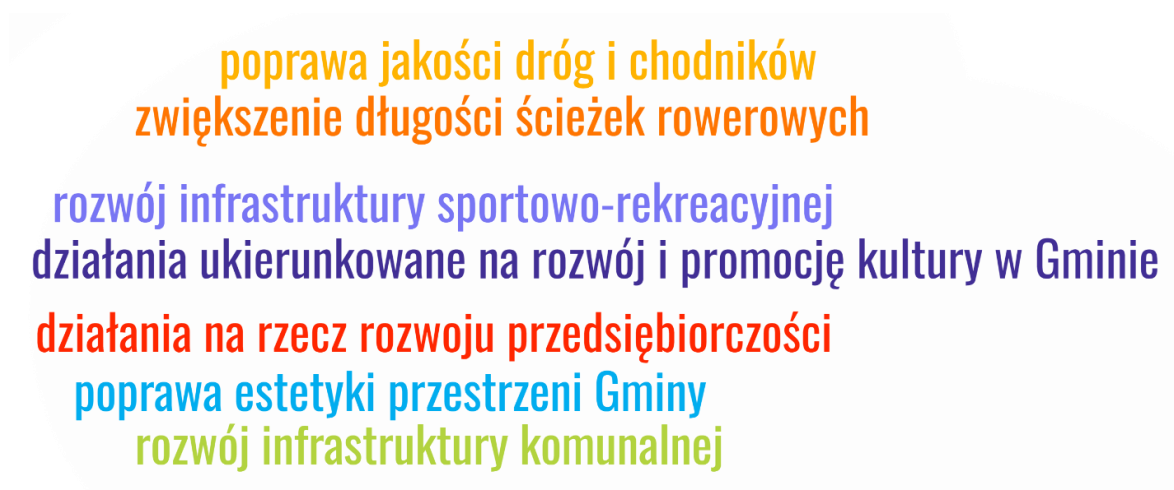 poprawa jakości dróg i chodników
zwiększenie długości ścieżek rowerowych
rozwój infrastruktury sportowo-rekreacyjnej
działania ukierunkowane na rozwój i promocję kultury w Gminie
działania na rzecz rozwoju przedsiębiorczości
poprawa estetyki przestrzeni Gminy
rozwój infrastruktury komunalnej